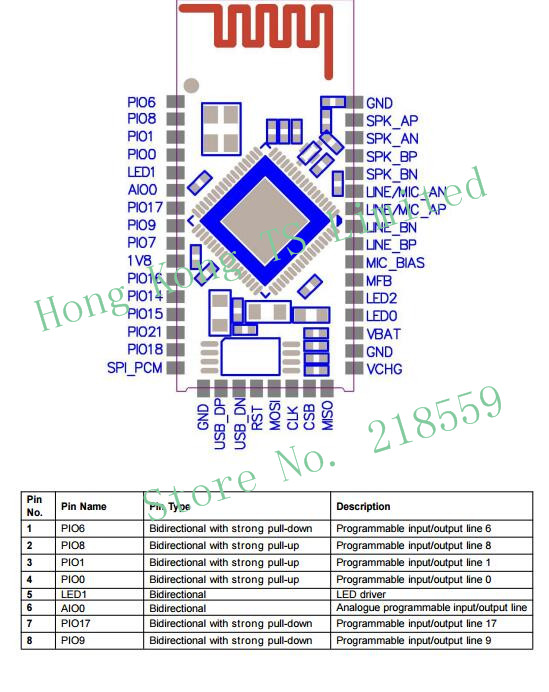 PIO6
PIO8
PIO1
PIO0
LED1
AIO0
PIO17
PIO9
PIO7
1V8
PIO16
PIO14
PIO15
PIO21
PIO18
SPI_PCM
GND
SPK_AP
SPK_AN
SPK_BP
SPK_BN
LINE/MIC_AN
LINE/MIC_AP
LINE_BN
LINE_BP
MIC_BIAS
MFB
LED2
LED0
VBAT
GND
VCHG
GND
USB_DP
USB_DN
RST
MOSI
CLK
CSB
MISO
Hong Kong TS Limited
Store No. 218559
Pin No. Pin Name Pin Type Description
1 PIO6 Bidirectional with strong pull-down Programmable input/output line 6
2 PIO8 Bidirectional with strong pull-up Programmable input/output line 8
3 PIO1 Bidirectional with strong pull-up Programmable input/output line 1
4 PIO0 Bidirectional with strong pull-up Programmable input/output line 0
5 LED1 Bidirectional LED driver
6 AIO0 Bidirectional Analogue programmable input/output line
7 PIO17 Bidirectional with strong pull-down Programmable input/output line 17
8 PIO9 Bidirectional with strong pull-down Programmable input/output line 9